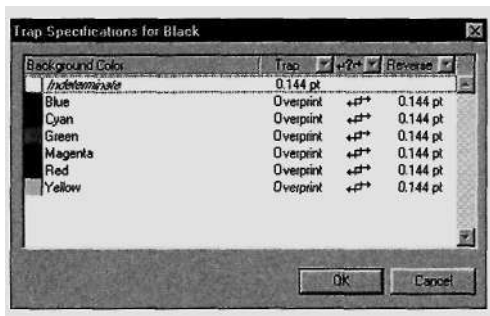 Trap Specifications for Black
Background Color Trap ↵?↦ Reverse
Indeterminate 0.144 pt
Blue Overprint 0.144 pt
Cyan Overprint 0.144 pt
Green Overprint 0.144 pt
Magenta Overprint 0.144 pt
Red Overprint 0.144 pt
Yellow Overprint 0.144 pt
OK Cancel